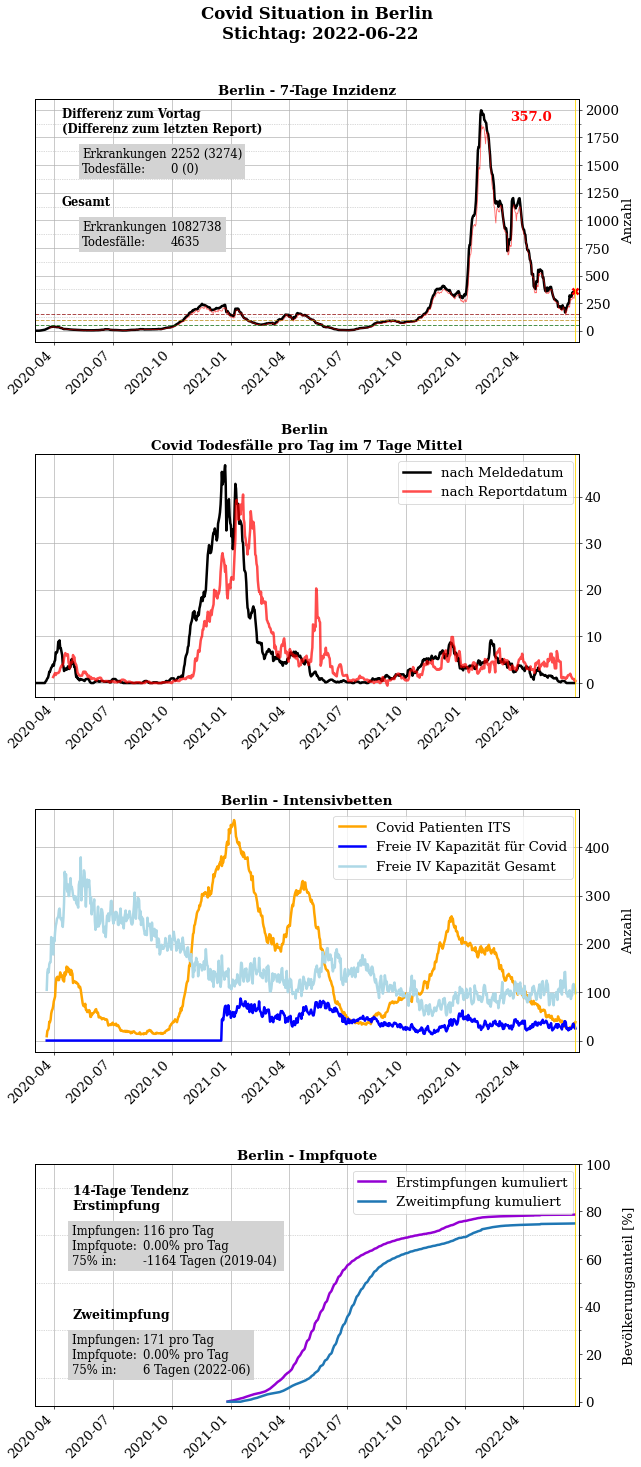 Covid Situation in Berlin
Stichtag: 2022-06-22
Berlin - 7-Tage Inzidenz
Differenz zum Vortag
(Differenz zum letzten Report)
Erkrankungen 2252 (3274)
Todesfälle: 0 (0)
Gesamt
Erkrankungen 1082738
Todesfälle: 4635
357.0
2000
1750
1500
1250
1000
750
500
250
0
Anzahl
2020-04
2020-07
2020-10
2021-01
2021-04
2021-07
2021-10
2022-01
2022-04
Berlin
Covid Todesfälle pro Tag im 7 Tage Mittel
nach Meldedatum
nach Reportdatum
40
30
20
10
0
2020-04
2020-07
2020-10
2021-01
2021-04
2021-07
2021-10
2022-01
2022-04
Berlin - Intensivbetten
Covid Patienten ITS
Freie IV Kapazität für Covid
Freie IV Kapazität Gesamt
400
300
200
100
0
Anzahl
2020-04
2020-07
2020-10
2021-01
2021-04
2021-07
2021-10
2022-01
2022-04
Berlin - Impfquote
Erstimpfungen kumuliert
Zweitimpfung kumuliert
14-Tage Tendenz
Erstimpfung
Impfungen: 116 pro Tag
Impfquote: 0.00% pro Tag
75% in: -1164 Tagen (2019-04)
Zweitimpfung
Impfungen: 171 pro Tag
Impfquote: 0.00% pro Tag
75% in: 6 Tagen (2022-06)
100
80
60
40
20
0
Bevölkerungsanteil [%]
2020-04
2020-07
2020-10
2021-01
2021-04
2021-07
2021-10
2022-01
2022-04